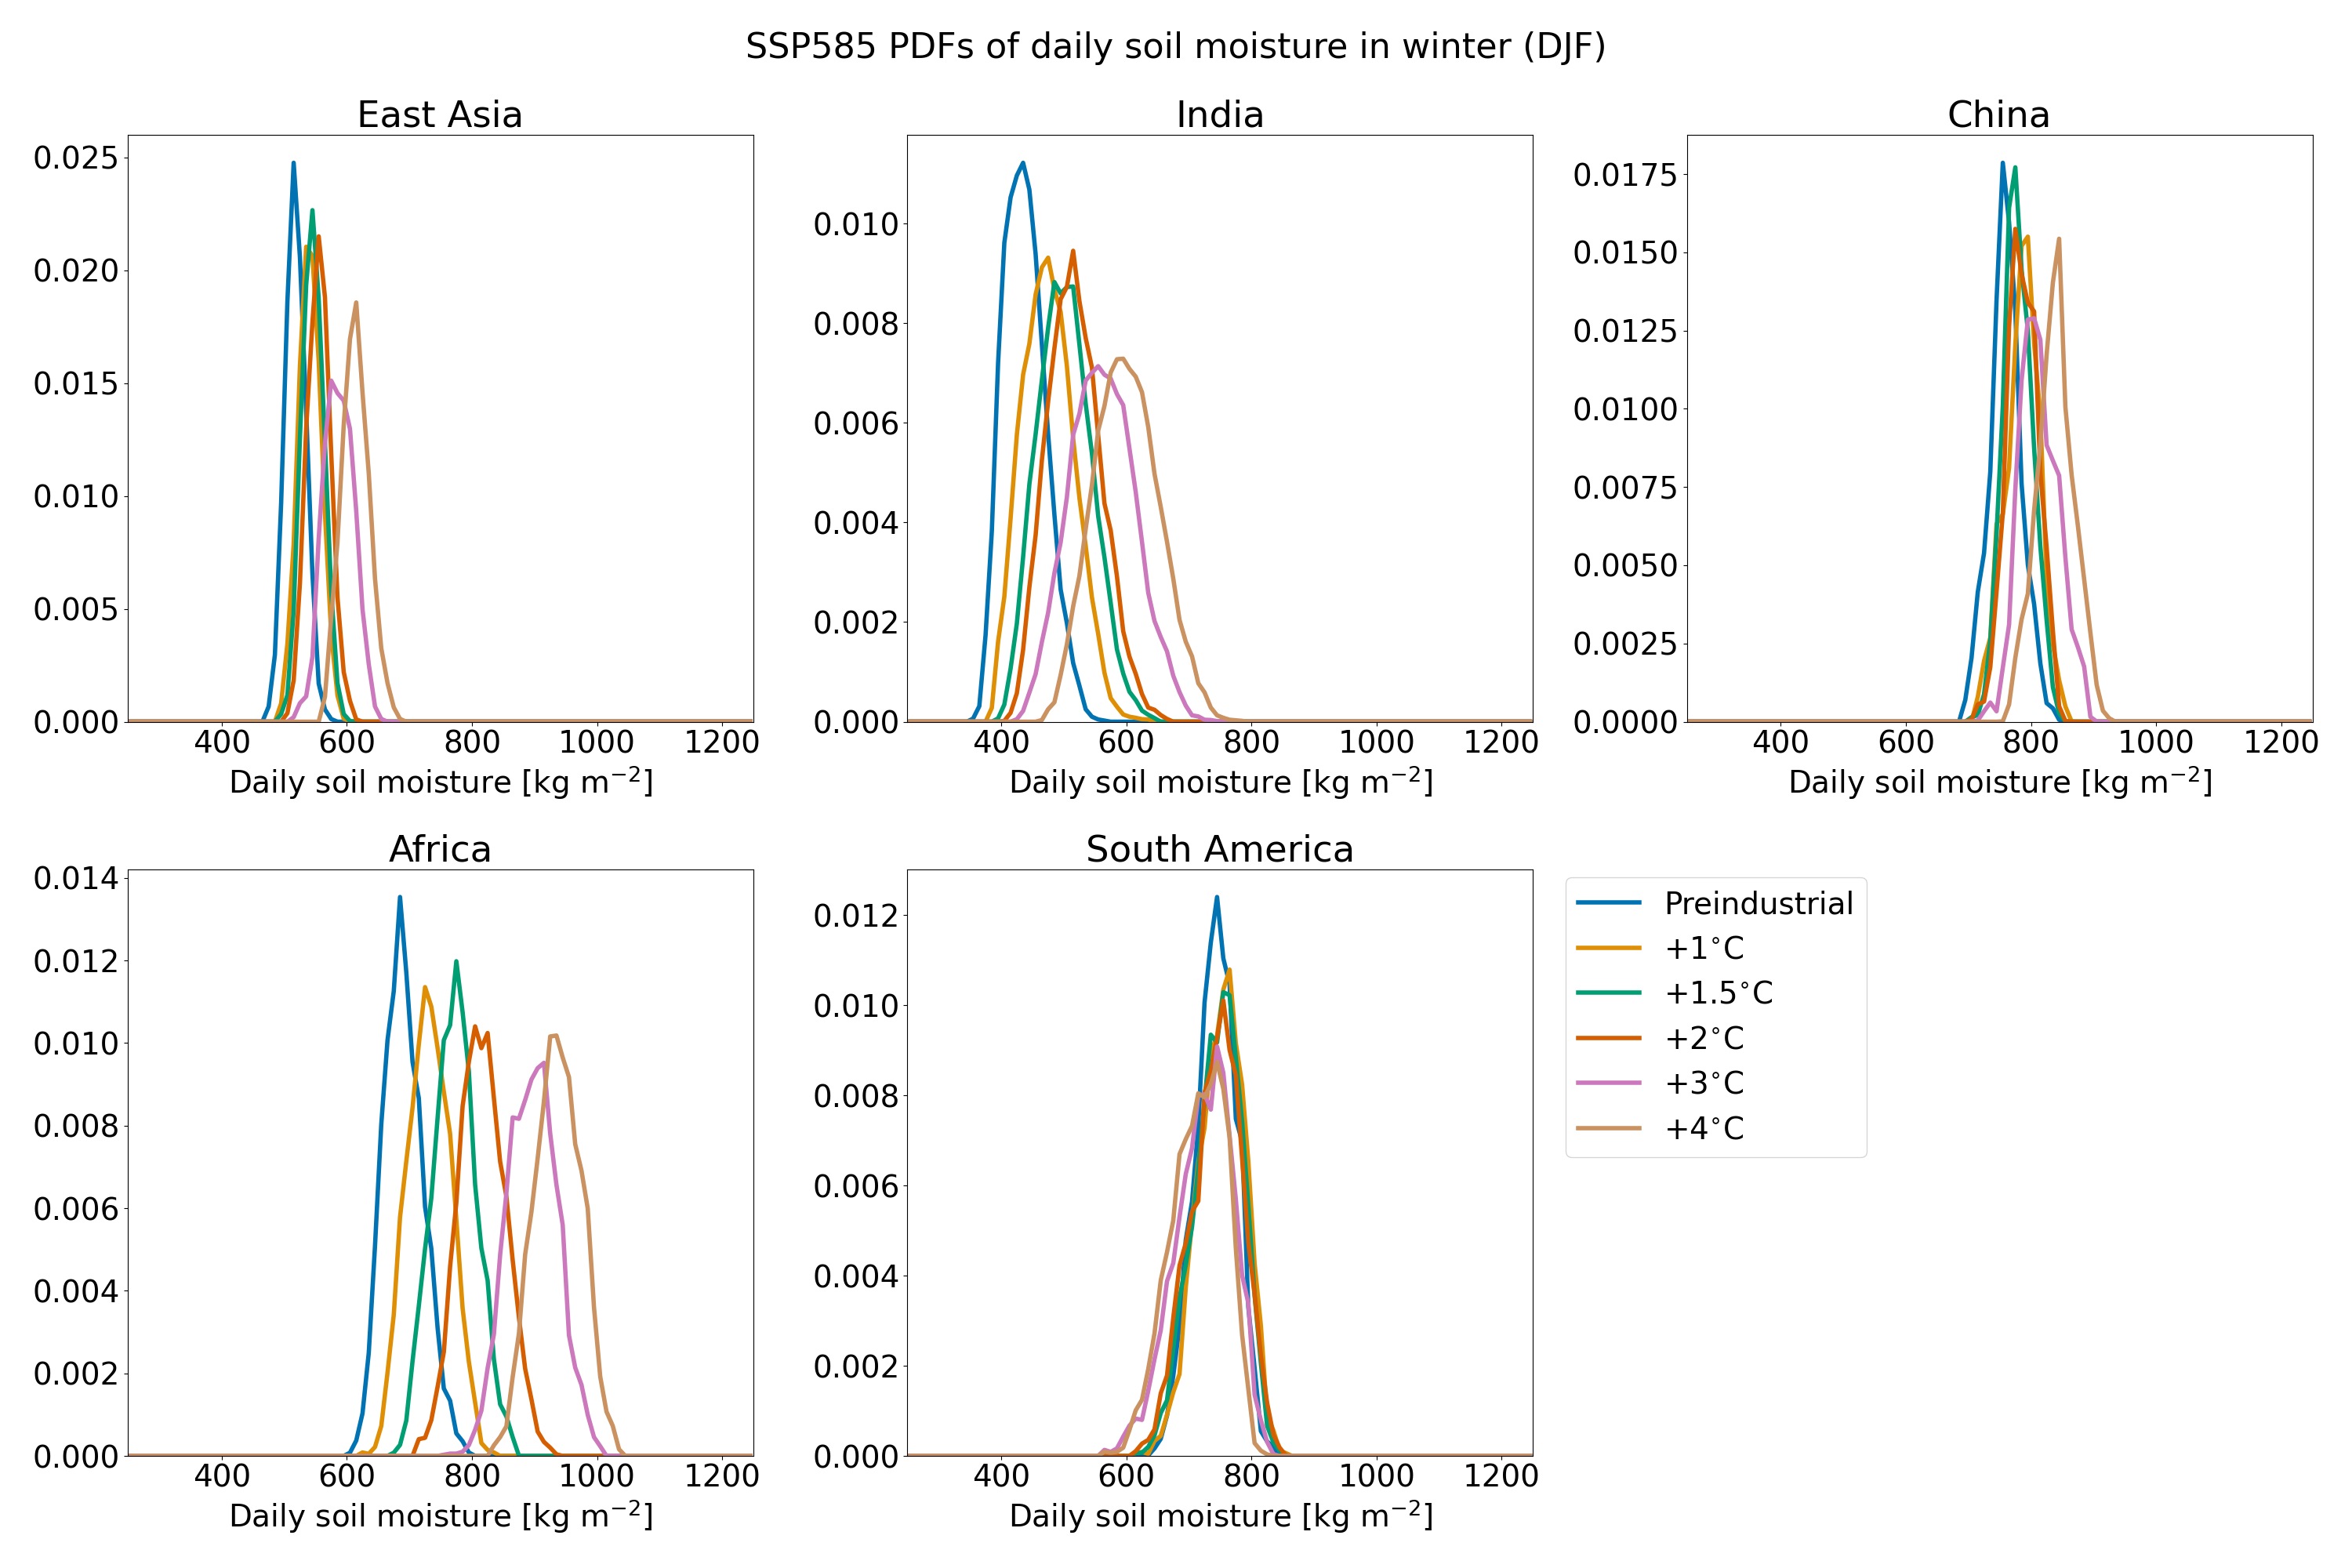 SSP585 PDFs of daily soil moisture in winter (DJF)
East Asia
0.025
0.020
0.015
0.010
0.005
0.000
400 600 800 1000 1200
Daily soil moisture [kg m⁻²]
India
0.010
0.008
0.006
0.004
0.002
0.000
400 600 800 1000 1200
Daily soil moisture [kg m⁻²]
China
0.0175
0.0150
0.0125
0.0100
0.0075
0.0050
0.0025
0.0000
400 600 800 1000 1200
Daily soil moisture [kg m⁻²]
Africa
0.014
0.012
0.010
0.008
0.006
0.004
0.002
0.000
400 600 800 1000 1200
Daily soil moisture [kg m⁻²]
South America
0.012
0.010
0.008
0.006
0.004
0.002
0.000
400 600 800 1000 1200
Daily soil moisture [kg m⁻²]
Preindustrial
+1°C
+1.5°C
+2°C
+3°C
+4°C